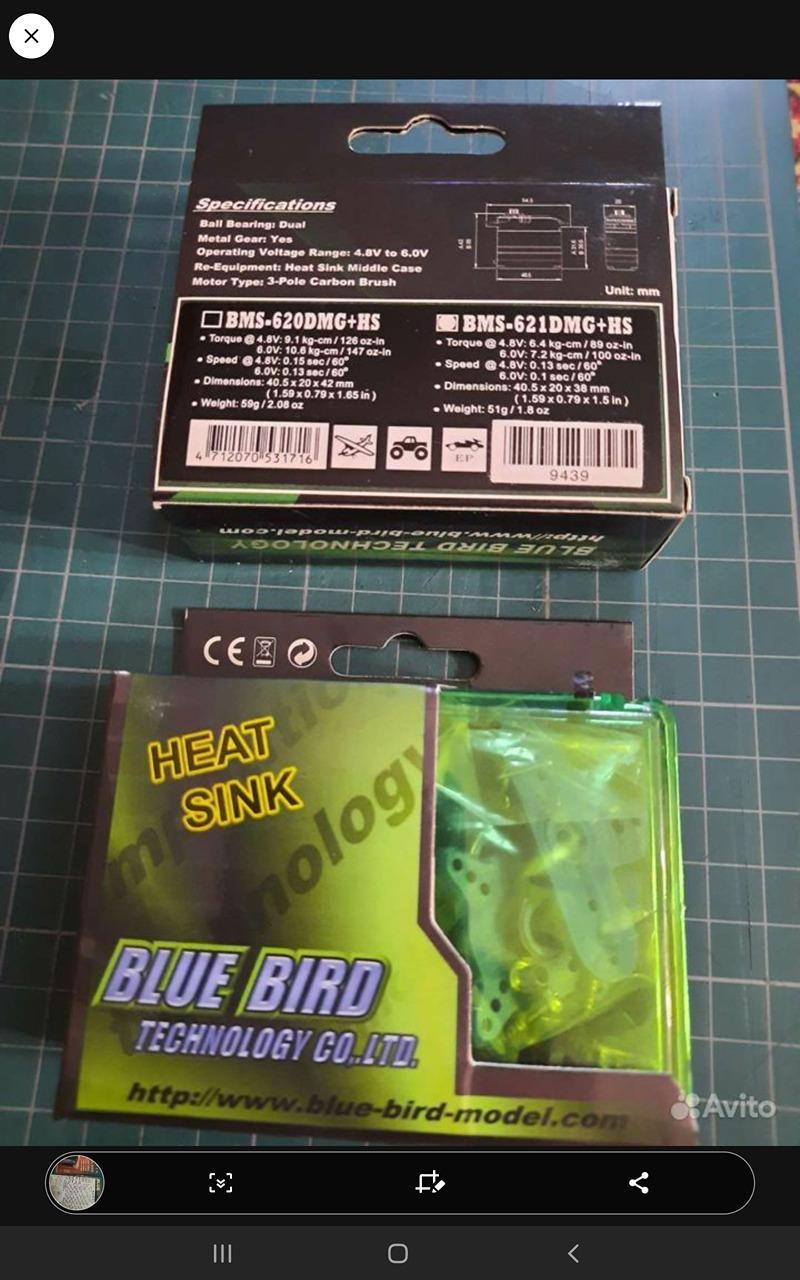 Specifications
Ball Bearing: Dual
Metal Gear: Yes
Operating Voltage Range: 4.8V to 6.0V
Re-Equipment: Heat Sink Middle Case
Motor Type: 3-Pole Carbon Brush
54.5
20
40.5
Unit: mm
BMS-620DMG+HS
• Torque @ 4.8V: 9.1 kg-cm / 126 oz-in
6.0V: 10.6 kg-cm / 147 oz-in
• Speed @ 4.8V: 0.15 sec / 60°
6.0V: 0.13 sec / 60°
• Dimensions: 40.5 x 20 x 42 mm
( 1.59 x 0.79 x 1.65 in )
• Weight: 59g / 2.08 oz
BMS-621DMG+HS
• Torque @ 4.8V: 6.4 kg-cm / 89 oz-in
6.0V: 7.2 kg-cm / 100 oz-in
• Speed @ 4.8V: 0.13 sec / 60°
6.0V: 0.1 sec / 60°
• Dimensions: 40.5 x 20 x 38 mm
( 1.59 x 0.79 x 1.5 in )
• Weight: 51g / 1.8 oz
4 712070 531716
EP
9439
http://www.blue-bird-model.com
BLUE BIRD TECHNOLOGY
CE
HEAT
SINK
nology
BLUE BIRD
TECHNOLOGY CO,.LTD.
http://www.blue-bird-model.com
Avito